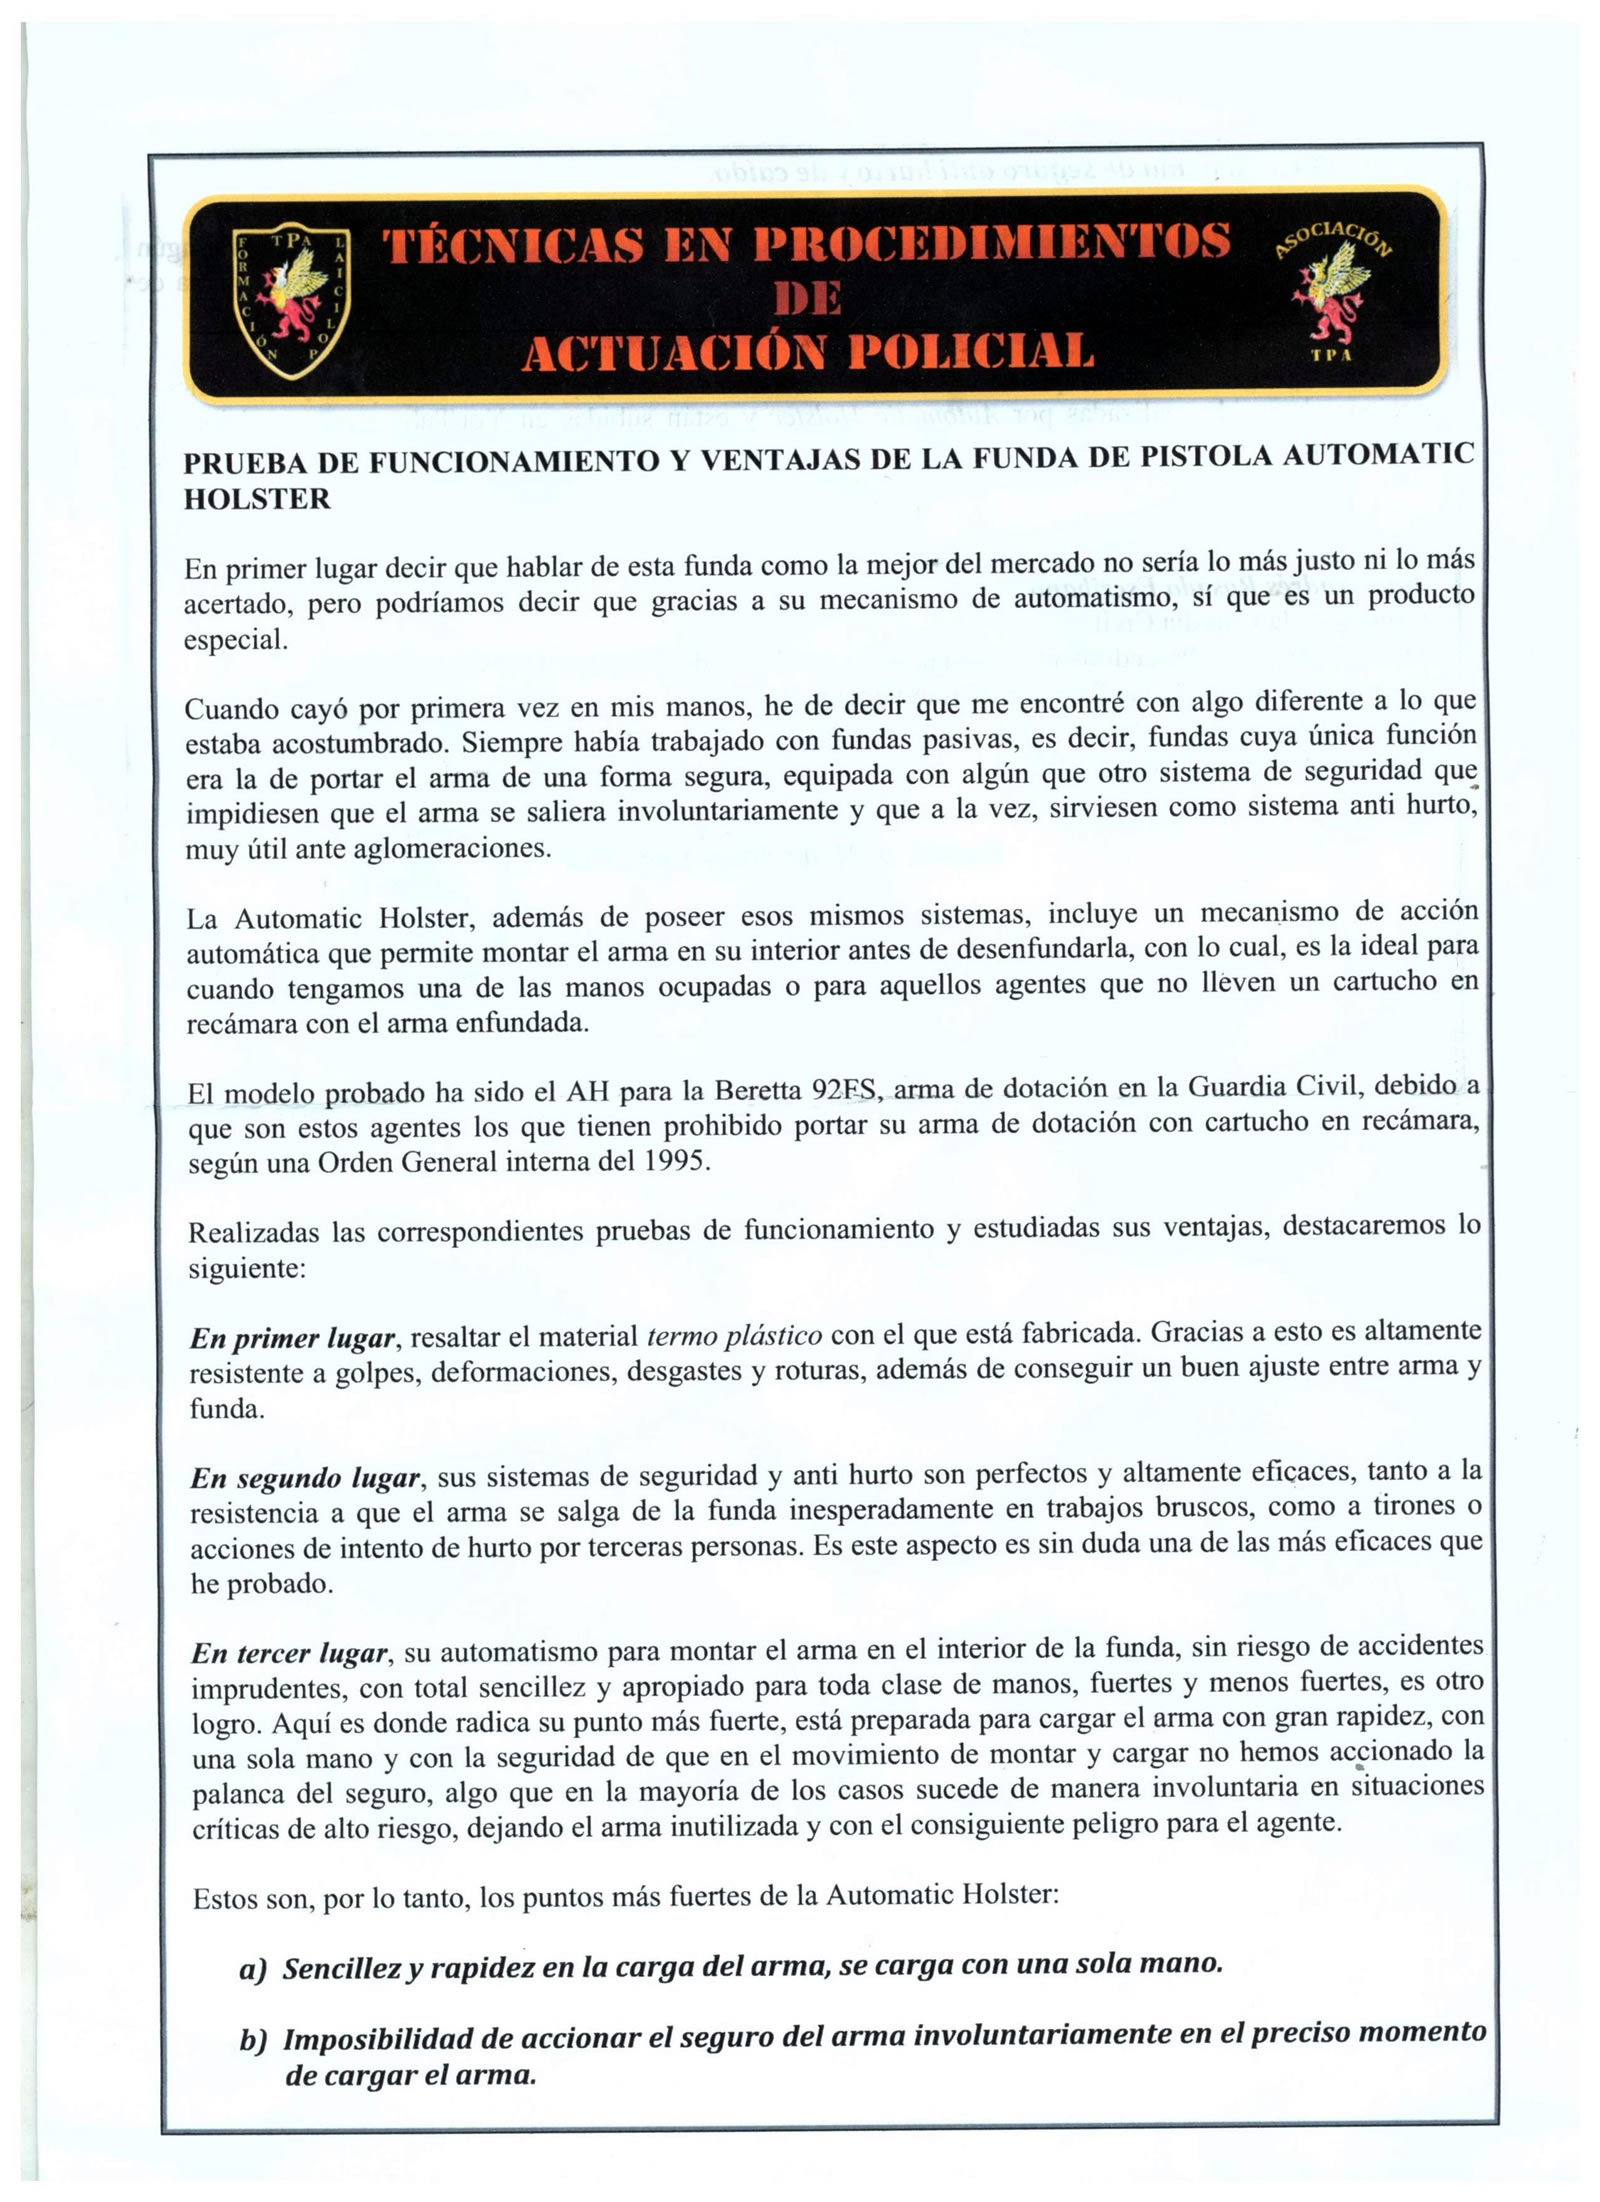 TÉCNICAS EN PROCEDIMIENTOS
DE
ACTUACIÓN POLICIAL
TPA
FORMACIÓN
POLICIAL
ASOCIACIÓN
TPA
PRUEBA DE FUNCIONAMIENTO Y VENTAJAS DE LA FUNDA DE PISTOLA AUTOMATIC
HOLSTER
En primer lugar decir que hablar de esta funda como la mejor del mercado no sería lo más justo ni lo más
acertado, pero podríamos decir que gracias a su mecanismo de automatismo, sí que es un producto
especial.
Cuando cayó por primera vez en mis manos, he de decir que me encontré con algo diferente a lo que
estaba acostumbrado. Siempre había trabajado con fundas pasivas, es decir, fundas cuya única función
era la de portar el arma de una forma segura, equipada con algún que otro sistema de seguridad que
impidiesen que el arma se saliera involuntariamente y que a la vez, sirviesen como sistema anti hurto,
muy útil ante aglomeraciones.
La Automatic Holster, además de poseer esos mismos sistemas, incluye un mecanismo de acción
automática que permite montar el arma en su interior antes de desenfundarla, con lo cual, es la ideal para
cuando tengamos una de las manos ocupadas o para aquellos agentes que no lleven un cartucho en
recámara con el arma enfundada.
El modelo probado ha sido el AH para la Beretta 92FS, arma de dotación en la Guardia Civil, debido a
que son estos agentes los que tienen prohibido portar su arma de dotación con cartucho en recámara,
según una Orden General interna del 1995.
Realizadas las correspondientes pruebas de funcionamiento y estudiadas sus ventajas, destacaremos lo
siguiente:
En primer lugar, resaltar el material termo plástico con el que está fabricada. Gracias a esto es altamente
resistente a golpes, deformaciones, desgastes y roturas, además de conseguir un buen ajuste entre arma y
funda.
En segundo lugar, sus sistemas de seguridad y anti hurto son perfectos y altamente eficaces, tanto a la
resistencia a que el arma se salga de la funda inesperadamente en trabajos bruscos, como a tirones o
acciones de intento de hurto por terceras personas. Es este aspecto es sin duda una de las más eficaces que
he probado.
En tercer lugar, su automatismo para montar el arma en el interior de la funda, sin riesgo de accidentes
imprudentes, con total sencillez y apropiado para toda clase de manos, fuertes y menos fuertes, es otro
logro. Aquí es donde radica su punto más fuerte, está preparada para cargar el arma con gran rapidez, con
una sola mano y con la seguridad de que en el movimiento de montar y cargar no hemos accionado la
palanca del seguro, algo que en la mayoría de los casos sucede de manera involuntaria en situaciones
críticas de alto riesgo, dejando el arma inutilizada y con el consiguiente peligro para el agente.
Estos son, por lo tanto, los puntos más fuertes de la Automatic Holster:
a) Sencillez y rapidez en la carga del arma, se carga con una sola mano.
b) Imposibilidad de accionar el seguro del arma involuntariamente en el preciso momento
de cargar el arma.